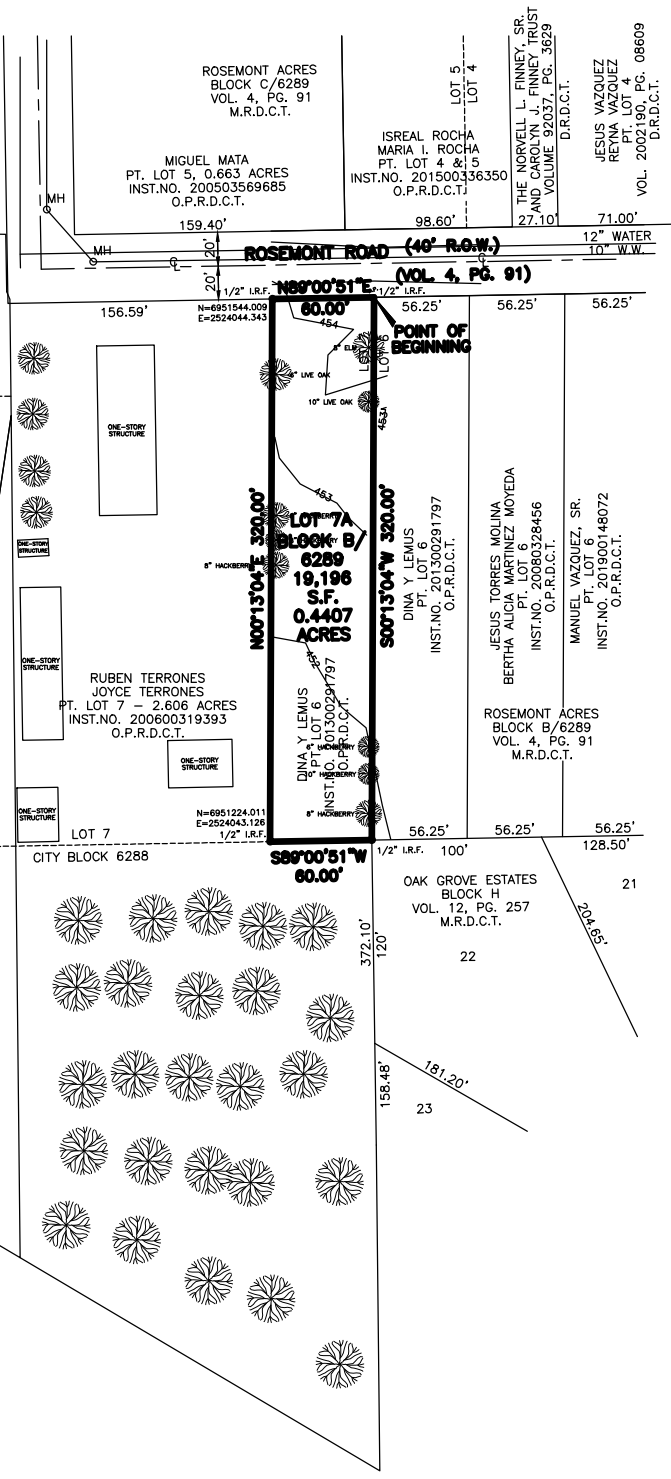 ROSEMONT ACRES
BLOCK C/6289
VOL. 4, PG. 91
M.R.D.C.T.
MIGUEL MATA
PT. LOT 5, 0.663 ACRES
INST.NO. 200503569685
O.P.R.D.C.T.
159.40'
LOT 5
LOT 4
ISREAL ROCHA
MARIA I. ROCHA
PT. LOT 4 & 5
INST.NO. 201500336350
O.P.R.D.C.T.
98.60'
THE NORVELL L. FINNEY, SR.
AND CAROLYN J. FINNEY TRUST
VOLUME 92037, PG. 3629
D.R.D.C.T.
27.10'
JESUS VAZQUEZ
REYNA VAZQUEZ
PT. LOT 4
VOL. 2002190, PG. 08609
D.R.D.C.T.
71.00'
MH
MH
20'
20'
ROSEMONT ROAD (40' R.O.W.)
(VOL. 4, PG. 91)
12" WATER
10" W.W.
1/2" I.R.F.
N89°00'51"E
60.00'
1/2" I.R.F.
N=6951544.009
E=2524044.343
156.59'
56.25'
56.25'
56.25'
POINT OF
BEGINNING
454
8" ELM
LOT 6
8" LIVE OAK
10" LIVE OAK
453
ONE-STORY
STRUCTURE
ONE-STORY
STRUCTURE
ONE-STORY
STRUCTURE
ONE-STORY
STRUCTURE
ONE-STORY
STRUCTURE
N00°13'04"E 320.00'
S00°13'04"W 320.00'
LOT 7A
BLOCK B/
6289
19,196
S.F.
0.4407
ACRES
8" HACKBERRY
452
DINA Y LEMUS
PT. LOT 6
INST.NO. 201300291797
O.P.R.D.C.T.
DINA Y LEMUS
PT. LOT 6
INST.NO. 201300291797
O.P.R.D.C.T.
JESUS TORRES MOLINA
BERTHA ALICIA MARTINEZ MOYEDA
PT. LOT 6
INST.NO. 20080328456
O.P.R.D.C.T.
MANUEL VAZQUEZ, SR.
PT. LOT 6
INST.NO. 201900148072
O.P.R.D.C.T.
RUBEN TERRONES
JOYCE TERRONES
PT. LOT 7 – 2.606 ACRES
INST.NO. 200600319393
O.P.R.D.C.T.
ROSEMONT ACRES
BLOCK B/6289
VOL. 4, PG. 91
M.R.D.C.T.
HACKBERRY
10" HACKBERRY
8" HACKBERRY
N=6951224.011
E=2524043.126
1/2" I.R.F.
LOT 7
CITY BLOCK 6288
S89°00'51"W
60.00'
1/2" I.R.F.
56.25'
56.25'
56.25'
100'
128.50'
OAK GROVE ESTATES
BLOCK H
VOL. 12, PG. 257
M.R.D.C.T.
21
204.65'
22
372.10'
120'
181.20'
158.48'
23